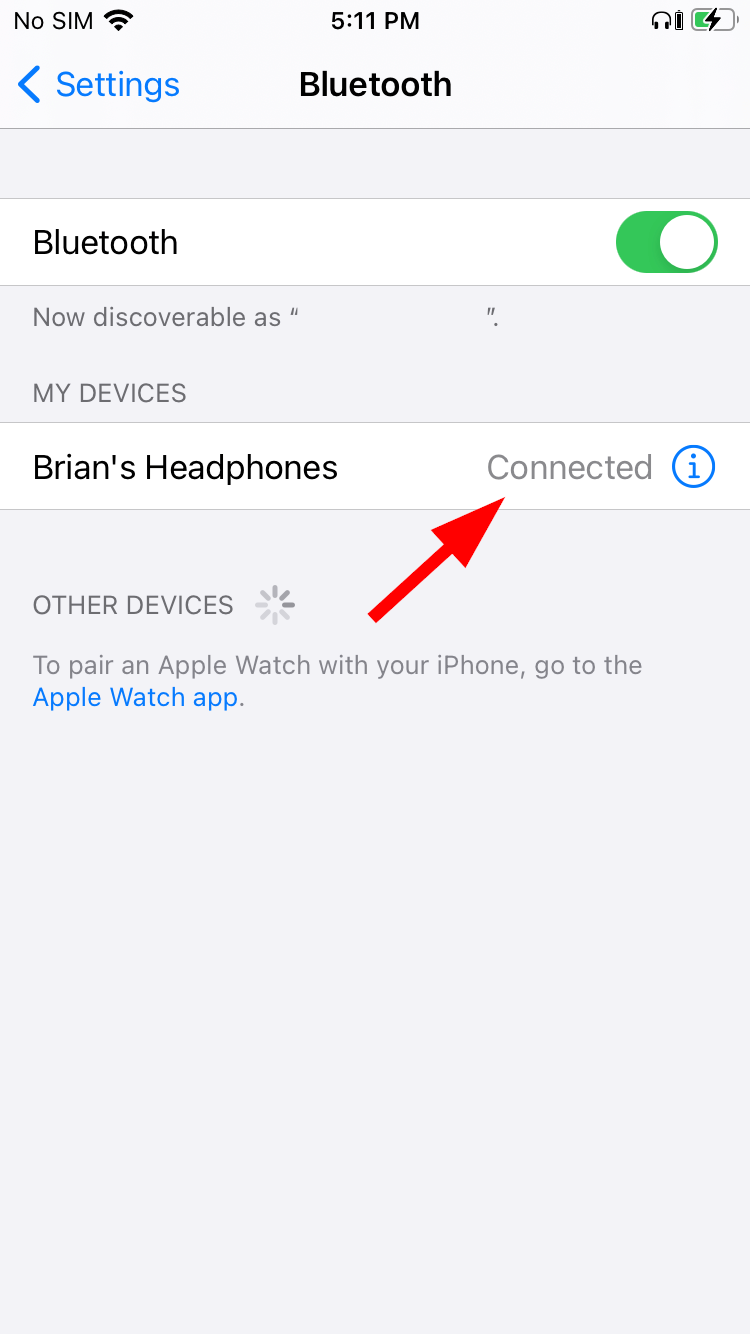 No SIM 5:11 PM
Settings Bluetooth
Bluetooth
Now discoverable as “ ”.
MY DEVICES
Brian's Headphones Connected
OTHER DEVICES
To pair an Apple Watch with your iPhone, go to the
Apple Watch app.